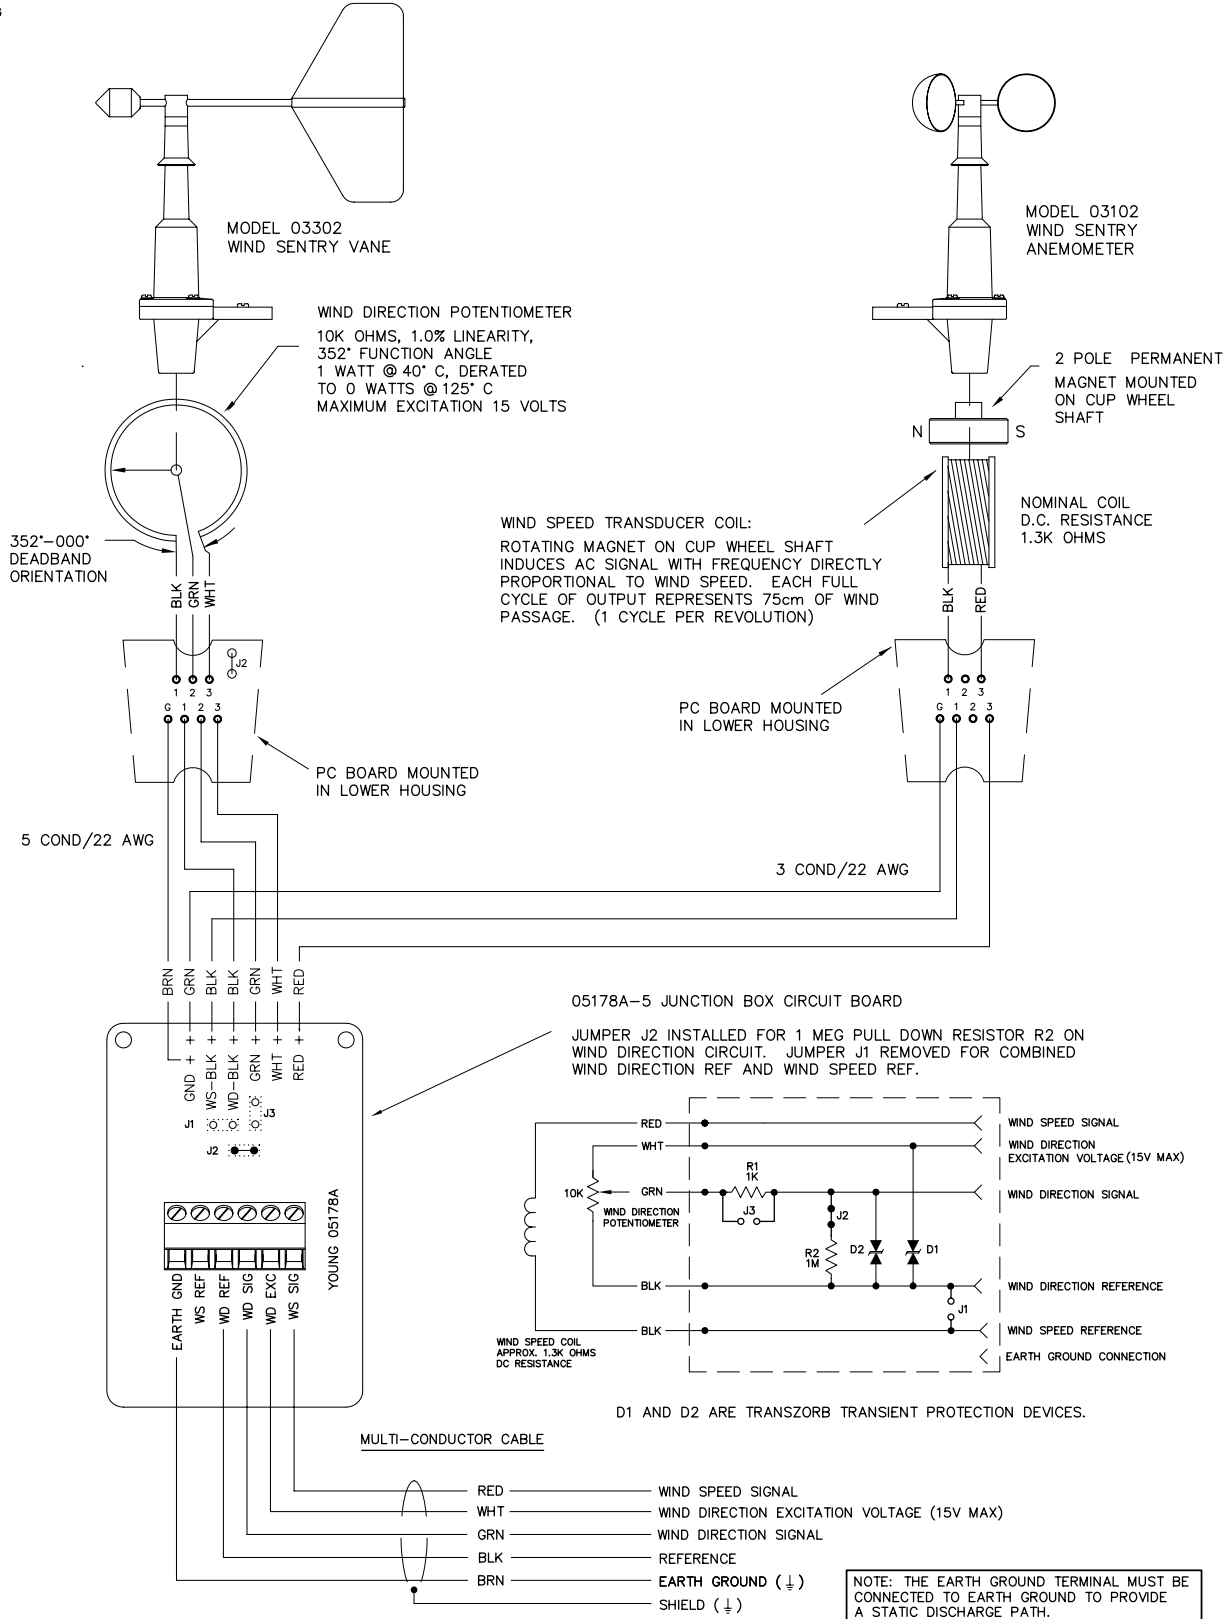 MODEL 03302
WIND SENTRY VANE
MODEL 03102
WIND SENTRY
ANEMOMETER
WIND DIRECTION POTENTIOMETER
10K OHMS, 1.0% LINEARITY,
352° FUNCTION ANGLE
1 WATT @ 40° C, DERATED
TO 0 WATTS @ 125° C
MAXIMUM EXCITATION 15 VOLTS
2 POLE PERMANENT
MAGNET MOUNTED
ON CUP WHEEL
SHAFT
N S
352°-000°
DEADBAND
ORIENTATION
BLK GRN WHT
WIND SPEED TRANSDUCER COIL:
ROTATING MAGNET ON CUP WHEEL SHAFT
INDUCES AC SIGNAL WITH FREQUENCY DIRECTLY
PROPORTIONAL TO WIND SPEED. EACH FULL
CYCLE OF OUTPUT REPRESENTS 75cm OF WIND
PASSAGE. (1 CYCLE PER REVOLUTION)
NOMINAL COIL
D.C. RESISTANCE
1.3K OHMS
BLK RED
J2
1 2 3
G 1 2 3
1 2 3
G 1 2 3
PC BOARD MOUNTED
IN LOWER HOUSING
PC BOARD MOUNTED
IN LOWER HOUSING
5 COND/22 AWG
3 COND/22 AWG
BRN GRN BLK BLK GRN WHT RED
GND + WS-BLK + WD-BLK + GRN + WHT + RED +
J1
J3
J2
YOUNG 05178A
EARTH GND
WS REF
WD REF
WD SIG
WD EXC
WS SIG
05178A-5 JUNCTION BOX CIRCUIT BOARD
JUMPER J2 INSTALLED FOR 1 MEG PULL DOWN RESISTOR R2 ON
WIND DIRECTION CIRCUIT. JUMPER J1 REMOVED FOR COMBINED
WIND DIRECTION REF AND WIND SPEED REF.
RED
WIND SPEED SIGNAL
WHT
WIND DIRECTION
EXCITATION VOLTAGE (15V MAX)
10K
GRN
R1
1K
J3
WIND DIRECTION SIGNAL
WIND DIRECTION
POTENTIOMETER
J2
R2
1M
D2
D1
BLK
WIND DIRECTION REFERENCE
J1
BLK
WIND SPEED REFERENCE
WIND SPEED COIL
APPROX. 1.3K OHMS
DC RESISTANCE
EARTH GROUND CONNECTION
D1 AND D2 ARE TRANSZORB TRANSIENT PROTECTION DEVICES.
MULTI-CONDUCTOR CABLE
RED WIND SPEED SIGNAL
WHT WIND DIRECTION EXCITATION VOLTAGE (15V MAX)
GRN WIND DIRECTION SIGNAL
BLK REFERENCE
BRN EARTH GROUND (⏚)
SHIELD (⏚)
NOTE: THE EARTH GROUND TERMINAL MUST BE
CONNECTED TO EARTH GROUND TO PROVIDE
A STATIC DISCHARGE PATH.